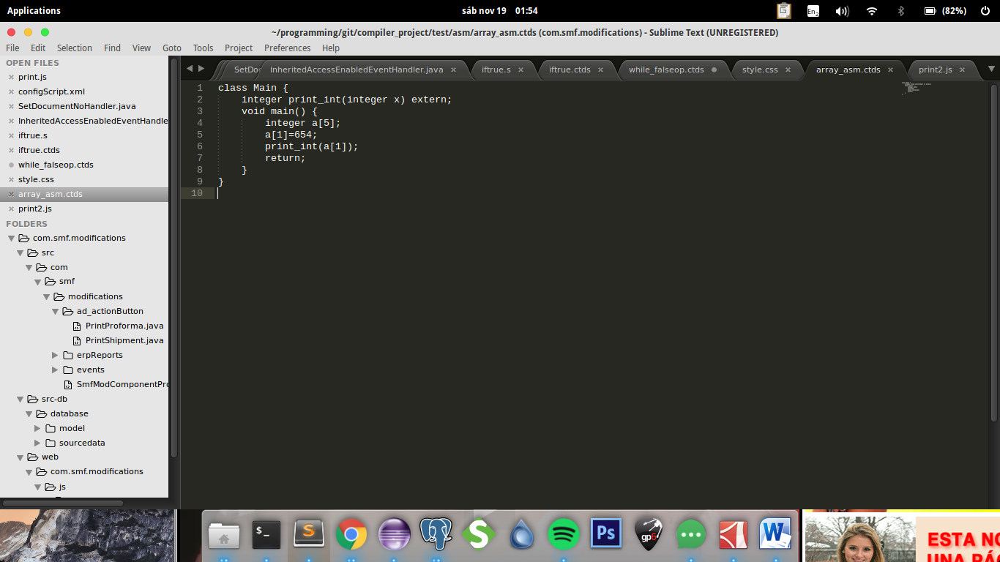 Applications
sáb nov 19 01:54
En2
(82%)
~/programming/git/compiler_project/test/asm/array_asm.ctds (com.smf.modifications) - Sublime Text (UNREGISTERED)
File Edit Selection Find View Goto Tools Project Preferences Help
OPEN FILES
print.js
configScript.xml
SetDocumentNoHandler.java
InheritedAccessEnabledEventHandle
iftrue.s
iftrue.ctds
while_falseop.ctds
style.css
array_asm.ctds
print2.js
FOLDERS
com.smf.modifications
src
com
smf
modifications
ad_actionButton
PrintProforma.java
PrintShipment.java
erpReports
events
SmfModComponentPro
src-db
database
model
sourcedata
web
com.smf.modifications
js
SetDoc InheritedAccessEnabledEventHandler.java iftrue.s iftrue.ctds while_falseop.ctds style.css array_asm.ctds print2.js
1 class Main {
2 integer print_int(integer x) extern;
3 void main() {
4 integer a[5];
5 a[1]=654;
6 print_int(a[1]);
7 return;
8 }
9 }
10
$_
S
S
Ps
gp6
W
ESTA NO
UNA PÁG